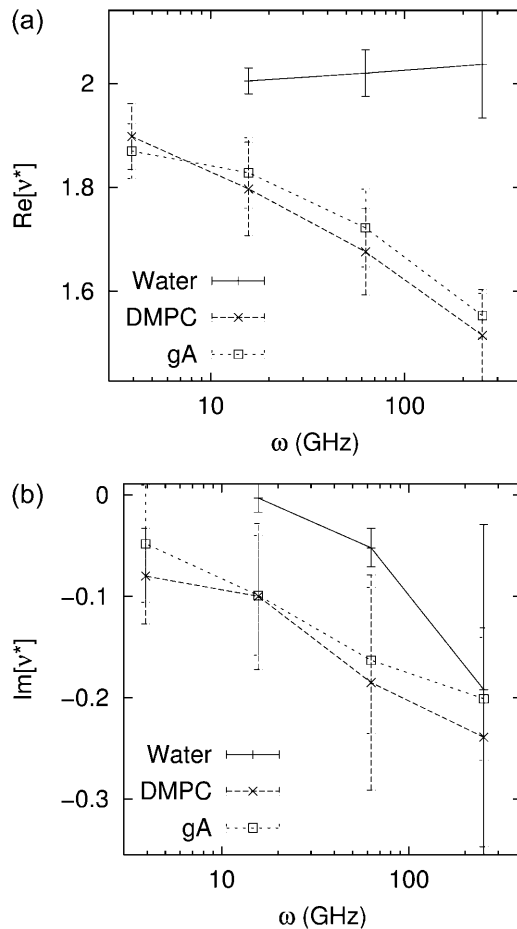 (a)
Re[ν*]
2
1.8
1.6
Water
DMPC
gA
10
100
ω (GHz)
(b)
Im[ν*]
0
−0.1
−0.2
−0.3
Water
DMPC
gA
10
100
ω (GHz)